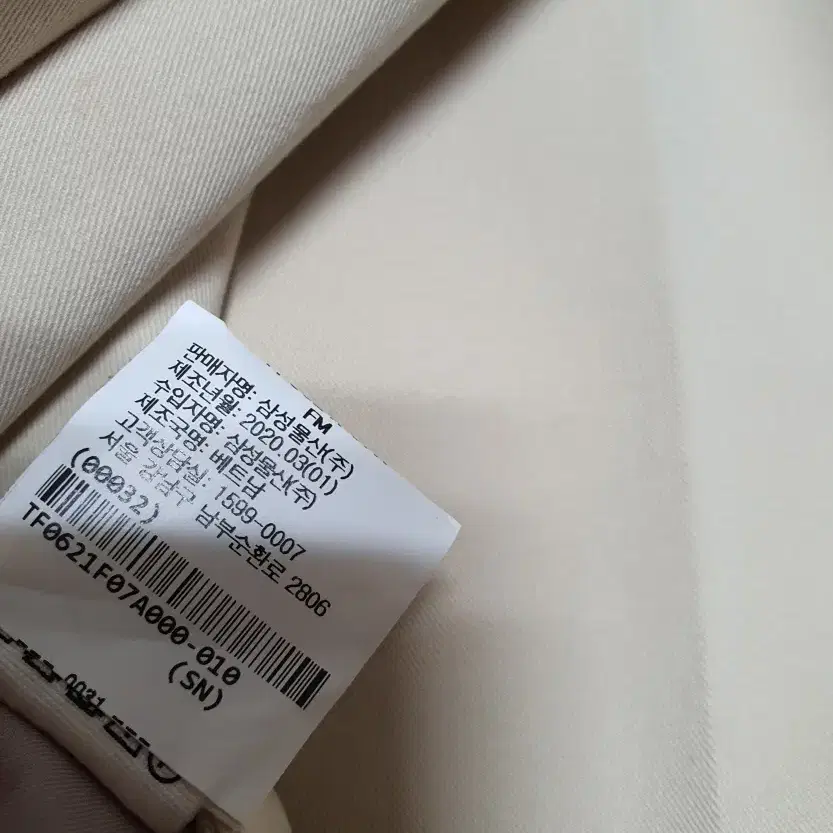 FM
판매자명: 삼성물산(주)
제조년월: 2020.03(01)
수입자명: 삼성물산(주)
제조국명: 베트남
고객상담실: 1599-0007
서울 강남구 남부순환로 2806
(00032)
TF0621F07A000-010
(SN)
0031